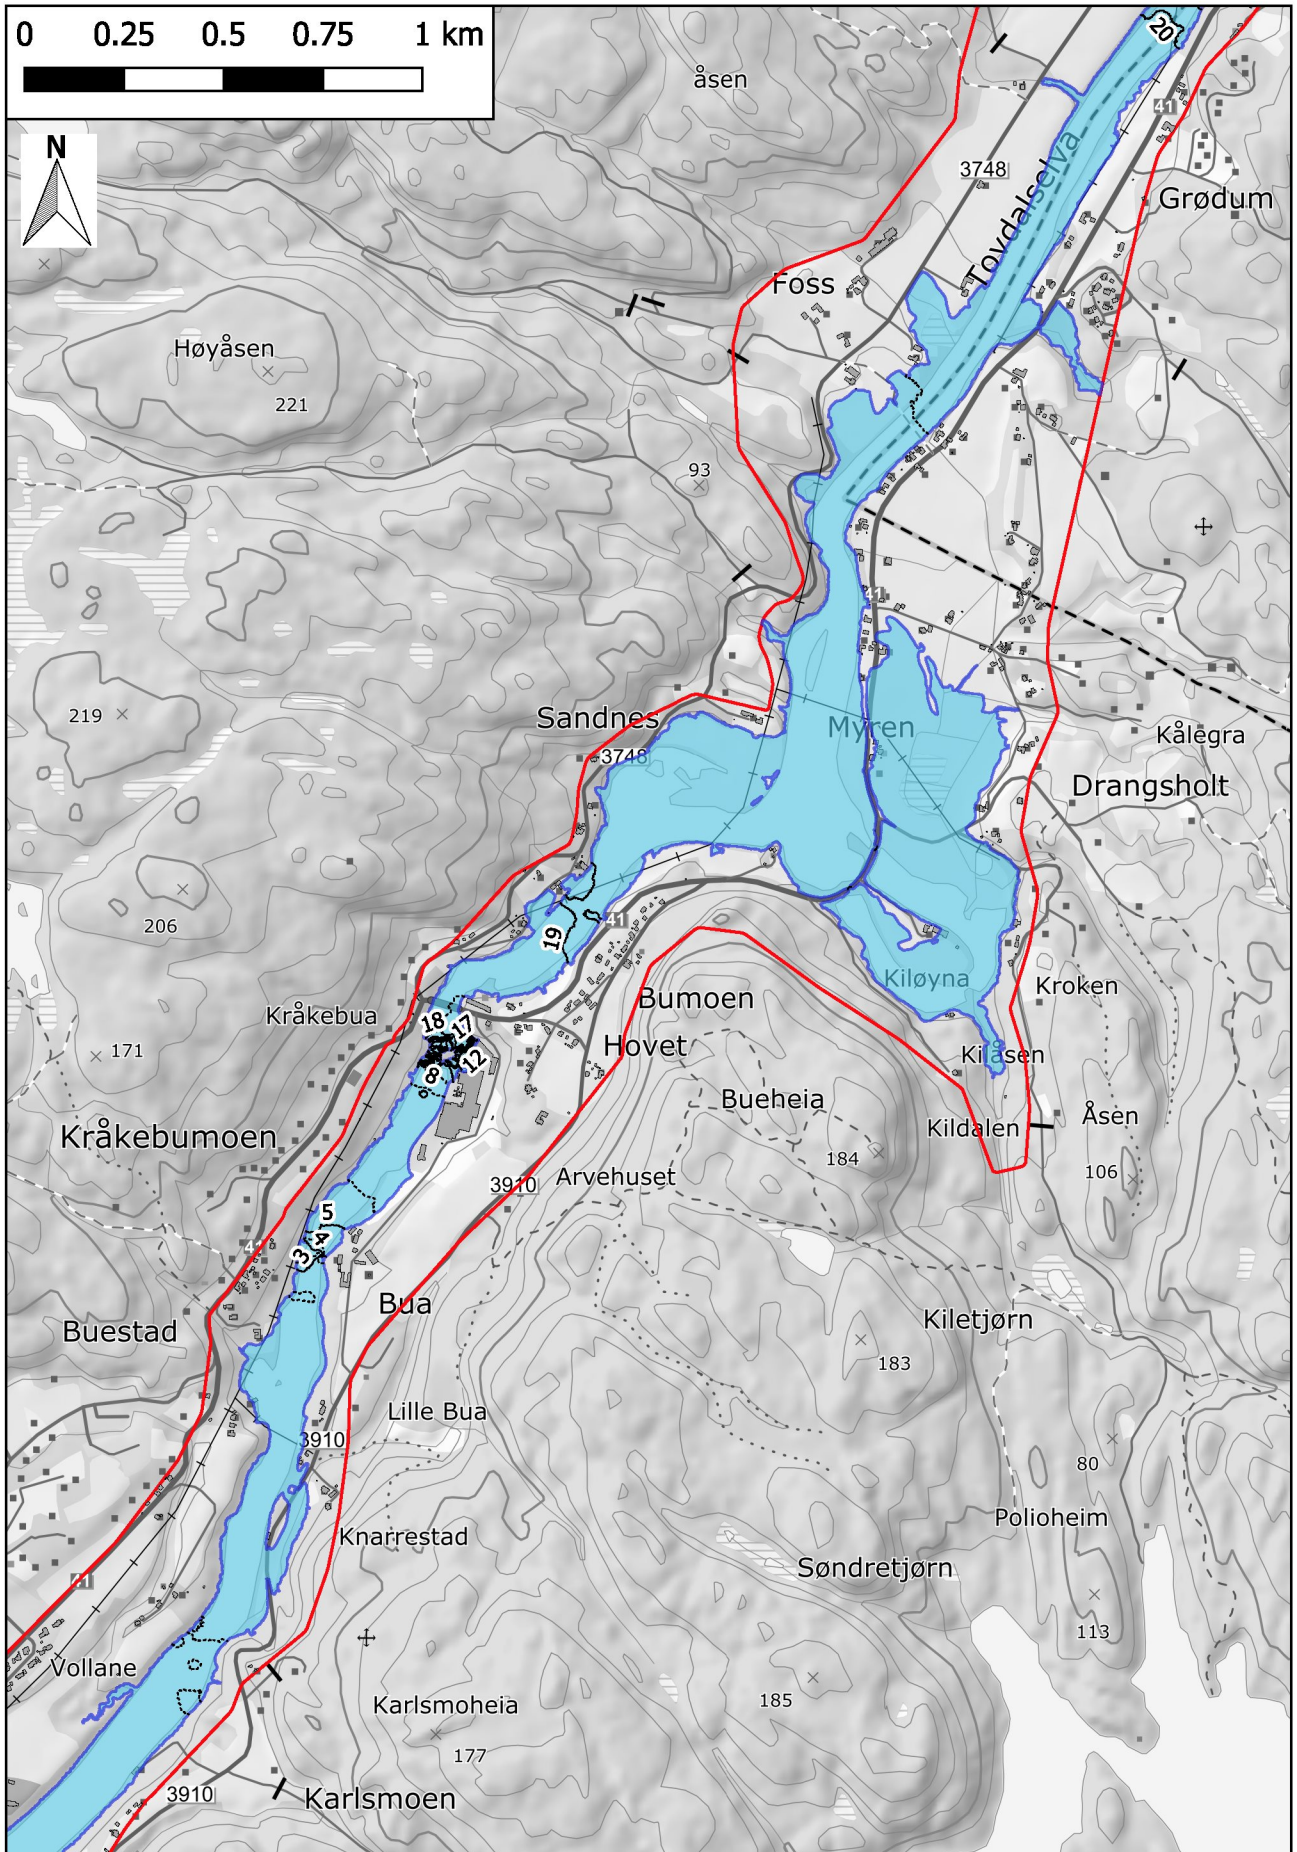 0 0.25 0.5 0.75 1 km
N
åsen
20
41
3748
Tovdalselva
Grødum
Foss
Høyåsen
221
93
41
219
Sandnes
3748
Myren
Kålegra
Drangsholt
206
19
41
Kiløyna
Kroken
Kråkebua
Bumoen
18
17
12
8
Hovet
Kilåsen
171
Bueheia
Kråkebumoen
Kildalen
Åsen
184
106
3910
Arvehuset
5
4
3
41
Bua
Buestad
Kiletjørn
183
Lille Bua
3910
80
Polioheim
Knarrestad
Søndretjørn
41
113
Vollane
Karlsmoheia
185
177
3910
Karlsmoen